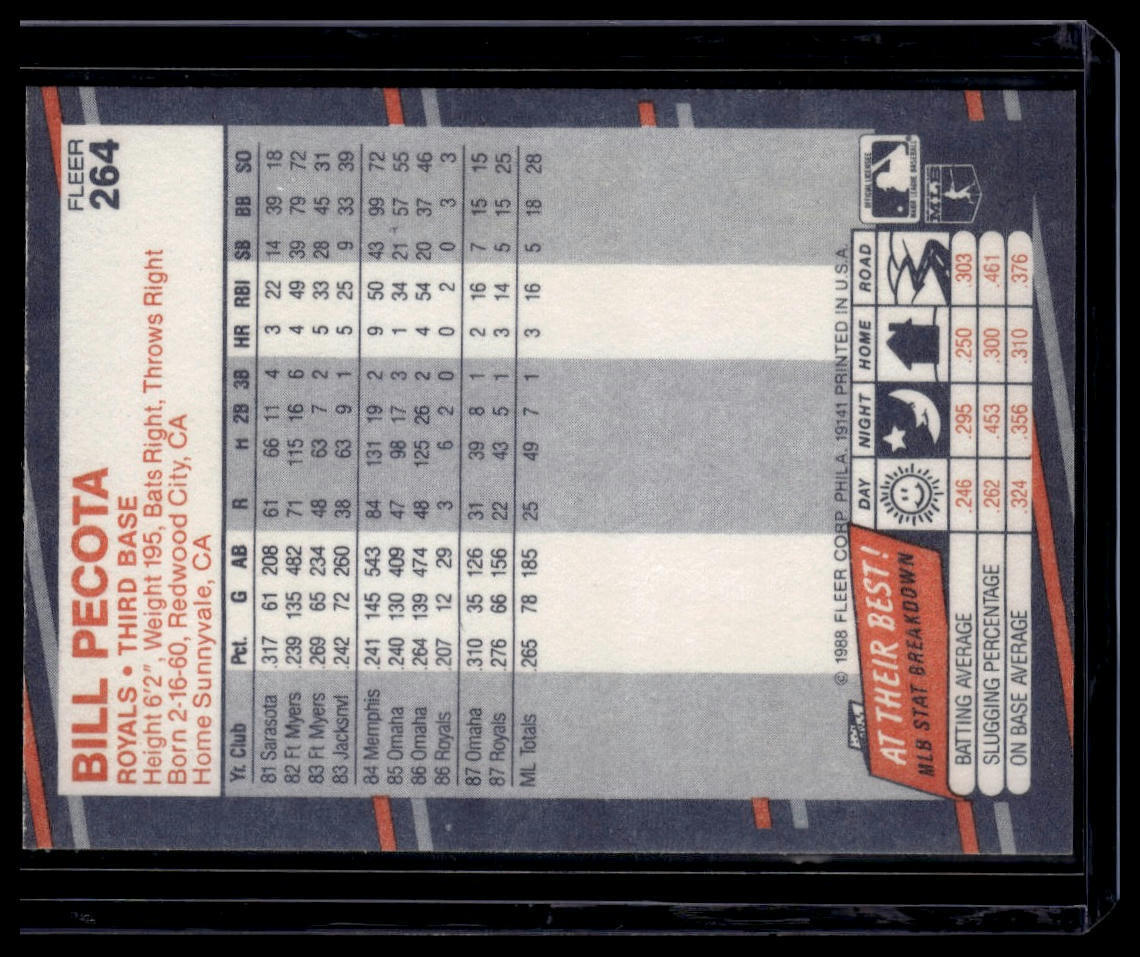 FLEER
264
BILL PECOTA
ROYALS • THIRD BASE
Height 6'2", Weight 195, Bats Right, Throws Right
Born 2-16-60, Redwood City, CA
Home Sunnyvale, CA
Yr. Club Pct. G AB R H 2B 3B HR RBI SB BB SO
81 Sarasota .317 61 208 61 66 11 4 3 22 14 39 18
82 Ft Myers .239 135 482 71 115 16 6 4 49 39 79 72
83 Ft Myers .269 65 234 48 63 7 2 5 33 28 45 31
83 Jacksnvl .242 72 260 38 63 9 1 5 25 9 33 39
84 Memphis .241 145 543 84 131 19 2 9 50 43 99 72
85 Omaha .240 130 409 47 98 17 3 1 34 21 57 55
86 Omaha .264 139 474 48 125 26 2 4 54 20 37 46
86 Royals .207 12 29 3 6 2 0 0 2 0 3 3
87 Omaha .310 35 126 31 39 8 1 2 16 7 15 15
87 Royals .276 66 156 22 43 5 1 3 14 5 15 25
ML Totals .265 78 185 25 49 7 1 3 16 5 18 28
© 1988 FLEER CORP. PHILA. 19141 PRINTED IN U.S.A.
AT THEIR BEST!
MLB STAT BREAKDOWN
DAY NIGHT HOME ROAD
BATTING AVERAGE .246 .295 .250 .303
SLUGGING PERCENTAGE .262 .453 .300 .461
ON BASE AVERAGE .324 .356 .310 .376
OFFICIAL LICENSEE
MAJOR LEAGUE BASEBALL